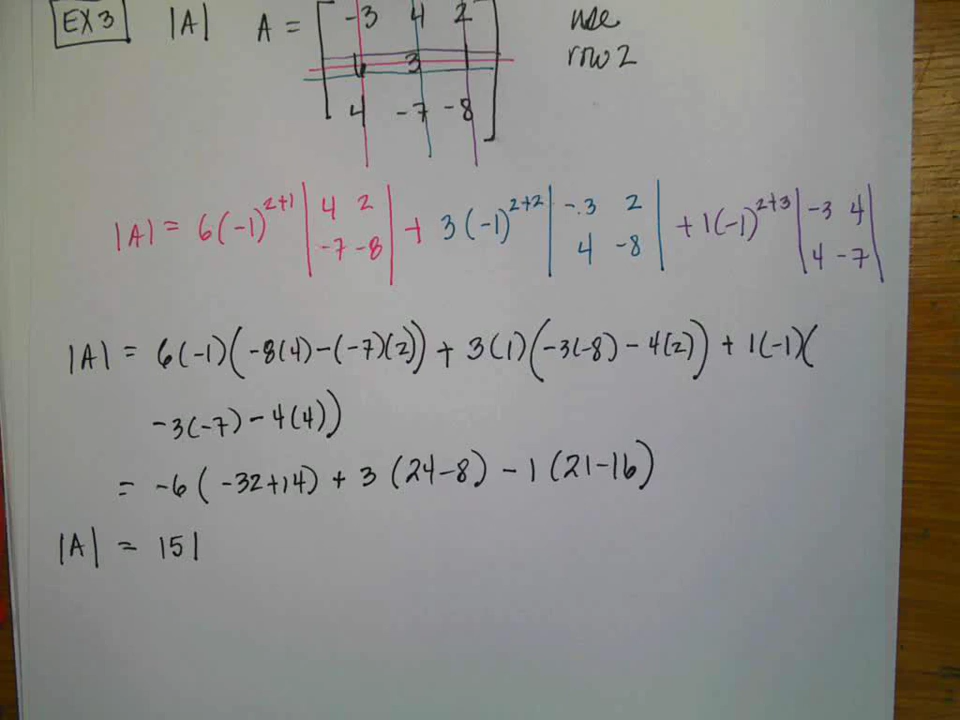 EX 3 |A| A = [ -3 4 2 use
6 3 1 row 2
4 -7 -8 ]
|A| = 6(-1)^{2+1} | 4 2 | + 3(-1)^{2+2} | -3 2 | + 1(-1)^{2+3} | -3 4 |
| -7 -8 | | 4 -8 | | 4 -7 |
|A| = 6(-1)(-8(4)-(-7)(2)) + 3(1)(-3(-8) - 4(2)) + 1(-1)(
-3(-7) - 4(4))
= -6(-32+14) + 3(24-8) - 1(21-16)
|A| = 151